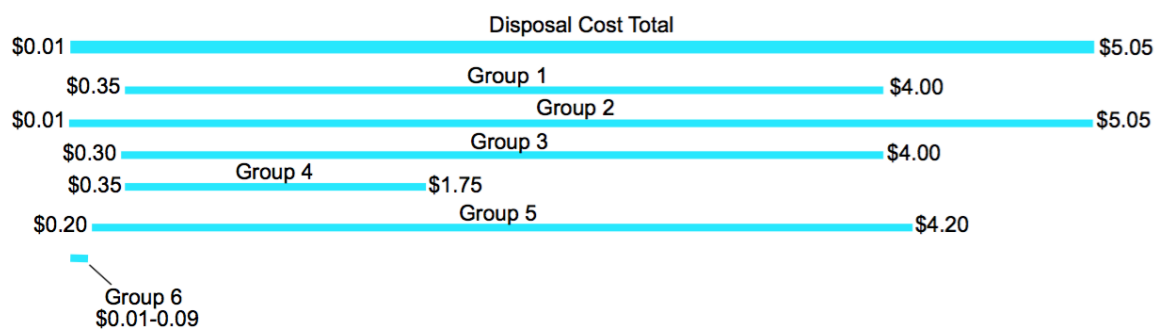 Disposal Cost Total
$0.01 $5.05
Group 1
$0.35 $4.00
Group 2
$0.01 $5.05
Group 3
$0.30 $4.00
Group 4
$0.35 $1.75
Group 5
$0.20 $4.20
Group 6
$0.01-0.09